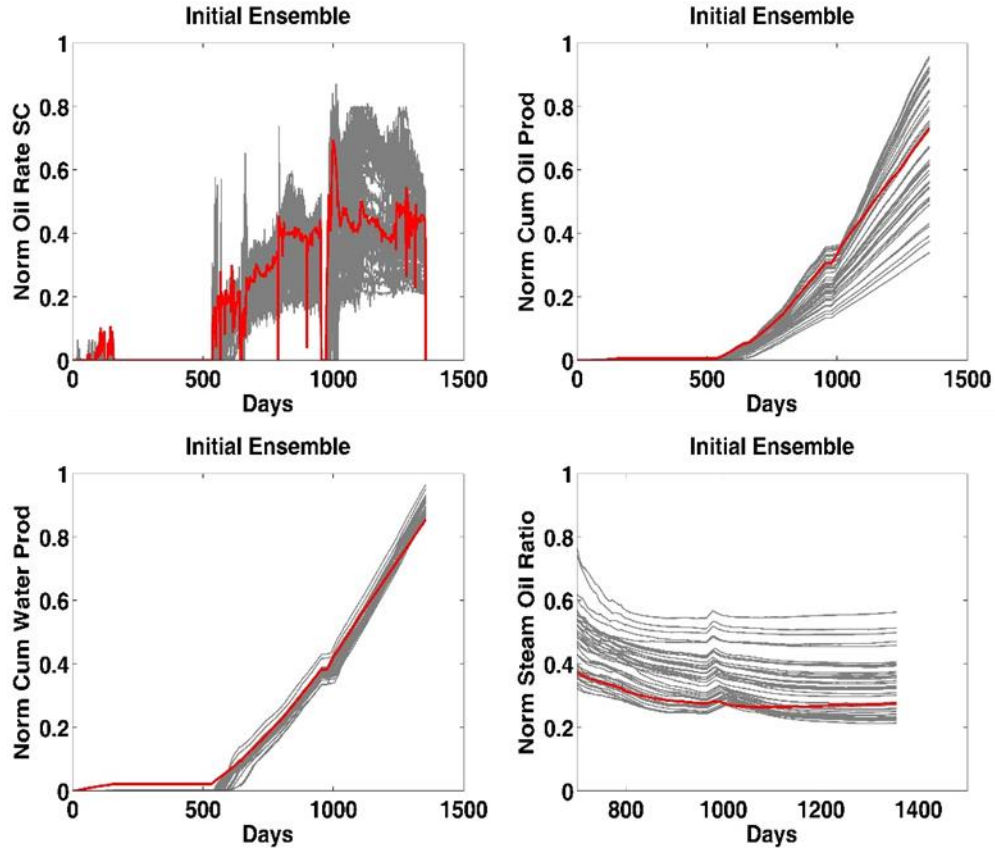 Initial Ensemble
Norm Oil Rate SC
1
0.8
0.6
0.4
0.2
0
0 500 1000 1500
Days
Initial Ensemble
Norm Cum Oil Prod
1
0.8
0.6
0.4
0.2
0
0 500 1000 1500
Days
Initial Ensemble
Norm Cum Water Prod
1
0.8
0.6
0.4
0.2
0
0 500 1000 1500
Days
Initial Ensemble
Norm Steam Oil Ratio
1
0.8
0.6
0.4
0.2
0
800 1000 1200 1400
Days